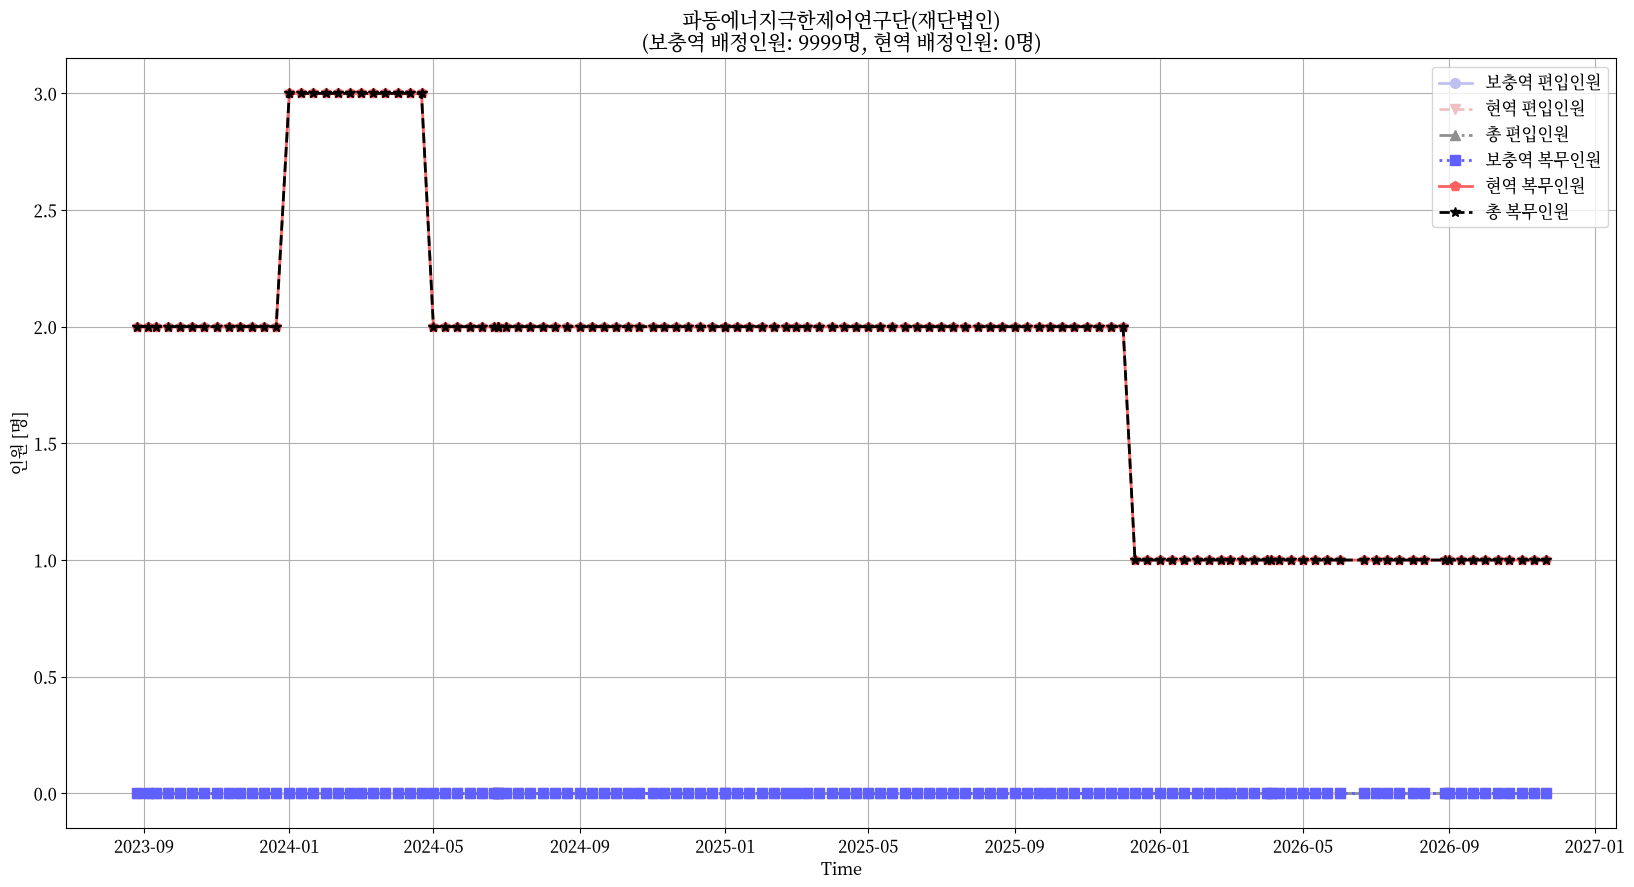 파동에너지극한제어연구단(재단법인)
(보충역 배정인원: 9999명, 현역 배정인원: 0명)
보충역 편입인원
현역 편입인원
총 편입인원
보충역 복무인원
현역 복무인원
총 복무인원
인원 [명]
3.0
2.5
2.0
1.5
1.0
0.5
0.0
2023-09 2024-01 2024-05 2024-09 2025-01 2025-05 2025-09 2026-01 2026-05 2026-09 2027-01
Time